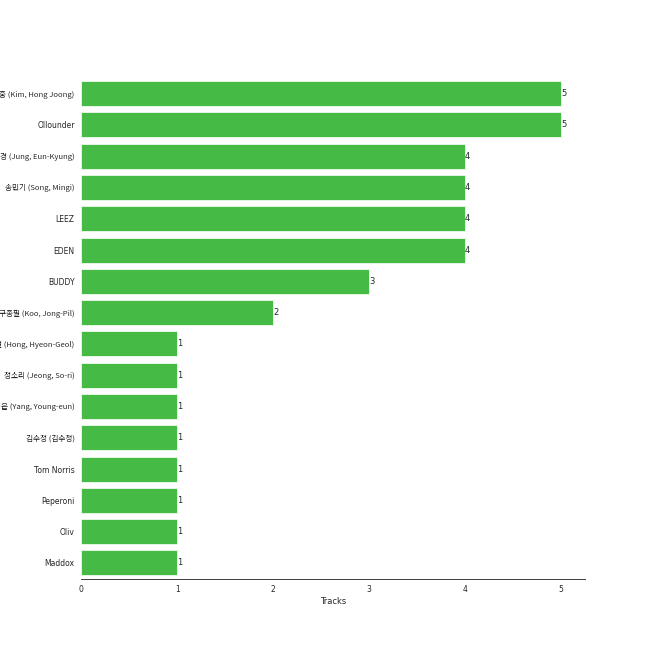 중 (Kim, Hong Joong) 5
Ollounder 5
경 (Jung, Eun-Kyung) 4
송민기 (Song, Mingi) 4
LEEZ 4
EDEN 4
BUDDY 3
구종필 (Koo, Jong-Pil) 2
(Hong, Hyeon-Geol) 1
정소리 (Jeong, So-ri) 1
은 (Yang, Young-eun) 1
김수정 (김수정) 1
Tom Norris 1
Peperoni 1
Oliv 1
Maddox 1
0 1 2 3 4 5
Tracks